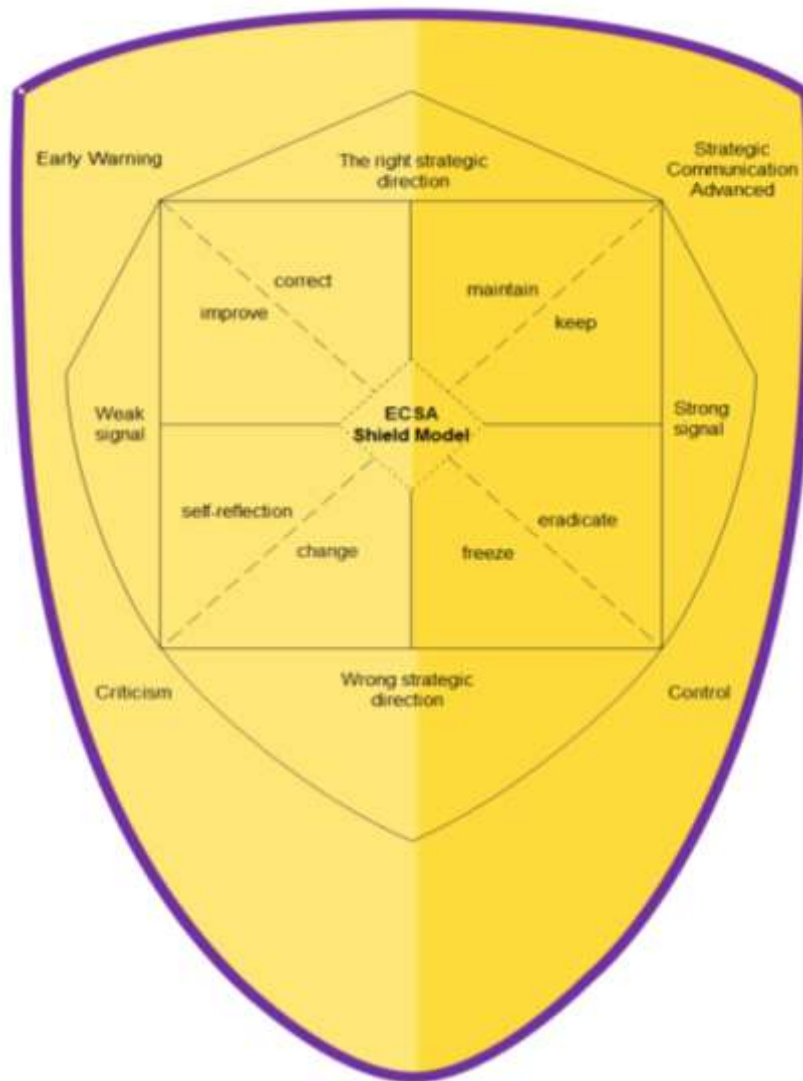 Early Warning
The right strategic
direction
Strategic
Communication
Advanced
correct
improve
maintain
keep
Weak
signal
ECSA
Shield Model
Strong
signal
self-reflection
change
eradicate
freeze
Criticism
Wrong strategic
direction
Control